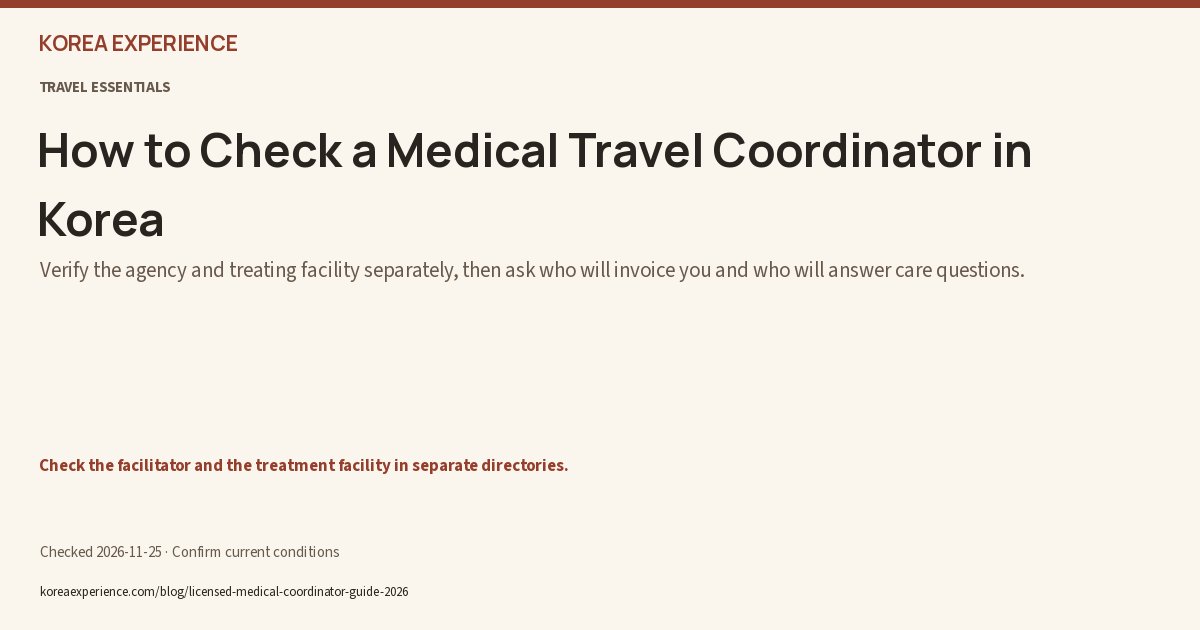 KOREA EXPERIENCE
TRAVEL ESSENTIALS
How to Check a Medical Travel Coordinator in
Korea
Verify the agency and treating facility separately, then ask who will invoice you and who will answer care questions.
Check the facilitator and the treatment facility in separate directories.
Checked 2026-11-25 · Confirm current conditions
koreaexperience.com/blog/licensed-medical-coordinator-guide-2026